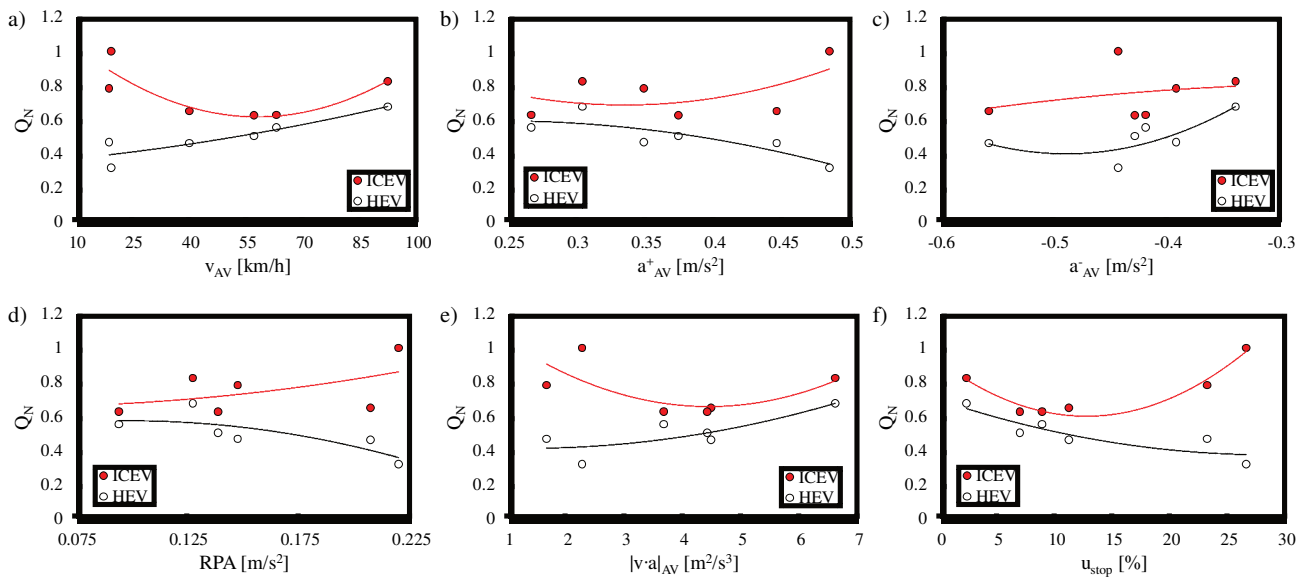 a)
1.2
1
0.8
0.6
0.4
0.2
0
Q_N
10 25 40 55 70 85 100
v_AV [km/h]
ICEV
HEV
b)
1.2
1
0.8
0.6
0.4
0.2
0
Q_N
0.25 0.3 0.35 0.4 0.45 0.5
a⁺_AV [m/s²]
ICEV
HEV
c)
1.2
1
0.8
0.6
0.4
0.2
0
Q_N
-0.6 -0.5 -0.4 -0.3
a⁻_AV [m/s²]
ICEV
HEV
d)
1.2
1
0.8
0.6
0.4
0.2
0
Q_N
0.075 0.125 0.175 0.225
RPA [m/s²]
ICEV
HEV
e)
1.2
1
0.8
0.6
0.4
0.2
0
Q_N
1 2 3 4 5 6 7
|v·a|_AV [m²/s³]
ICEV
HEV
f)
1.2
1
0.8
0.6
0.4
0.2
0
Q_N
0 5 10 15 20 25 30
u_stop [%]
ICEV
HEV